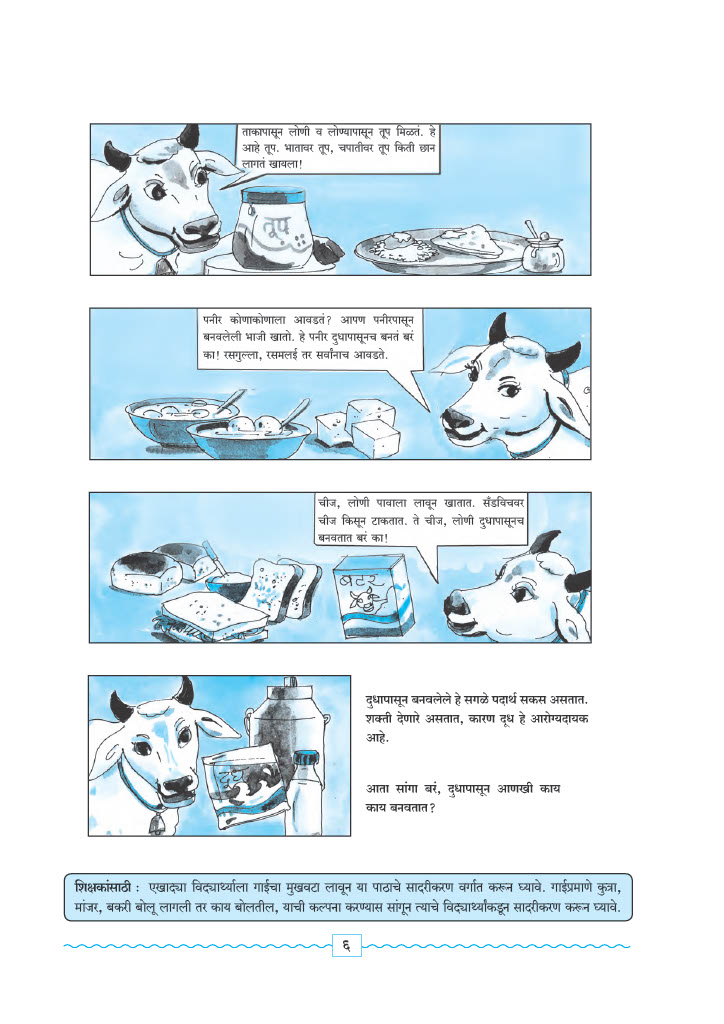 ताकापासून लोणी व लोण्यापासून तूप मिळतं. हे
आहे तूप. भातावर तूप, चपातीवर तूप किती छान
लागतं खायला!
तूप
पनीर कोणाकोणाला आवडतं? आपण पनीरपासून
बनवलेली भाजी खातो. हे पनीर दुधापासूनच बनतं बरं
का! रसगुल्ला, रसमलई तर सर्वांनाच आवडते.
चीज, लोणी पावाला लावून खातात. सँडविचवर
चीज किसून टाकतात. ते चीज, लोणी दुधापासूनच
बनवतात बरं का!
बटर
दुधापासून बनवलेले हे सगळे पदार्थ सकस असतात.
शक्ती देणारे असतात, कारण दूध हे आरोग्यदायक
आहे.
आता सांगा बरं, दुधापासून आणखी काय
काय बनवतात?
शिक्षकांसाठी : एखाद्या विद्यार्थ्याला गाईचा मुखवटा लावून या पाठाचे सादरीकरण वर्गात करून घ्यावे. गाईप्रमाणे कुत्रा,
मांजर, बकरी बोलू लागली तर काय बोलतील, याची कल्पना करण्यास सांगून त्याचे विद्यार्थ्यांकडून सादरीकरण करून घ्यावे.
६